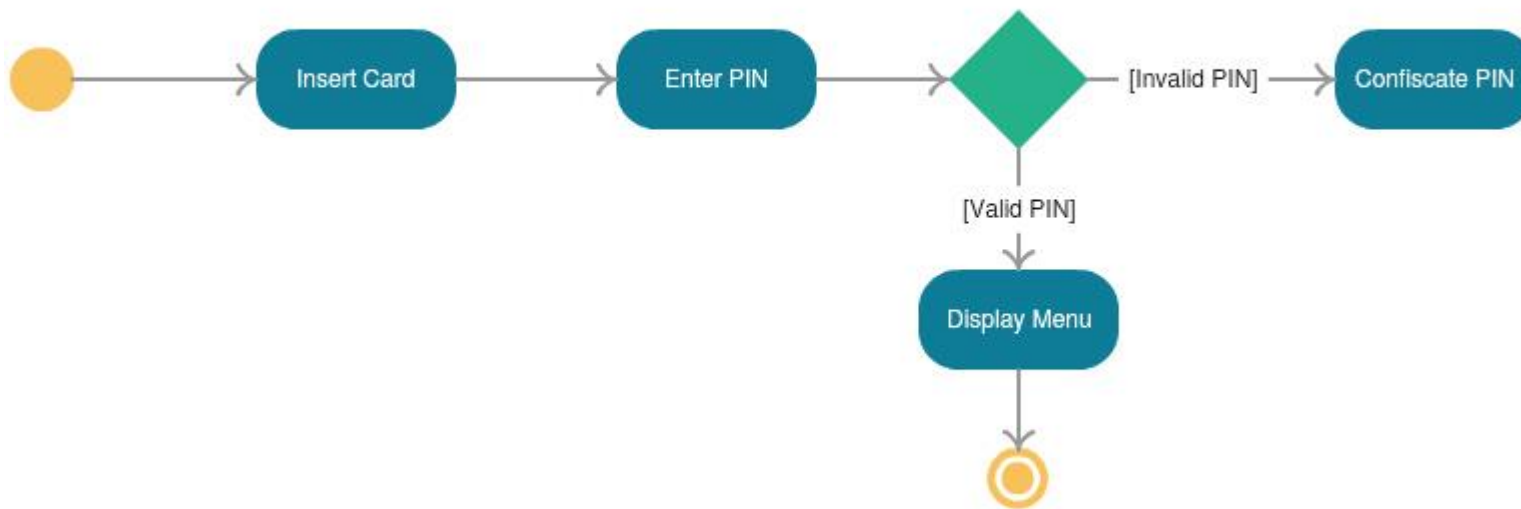 Insert Card
Enter PIN
[Invalid PIN]
Confiscate PIN
[Valid PIN]
Display Menu